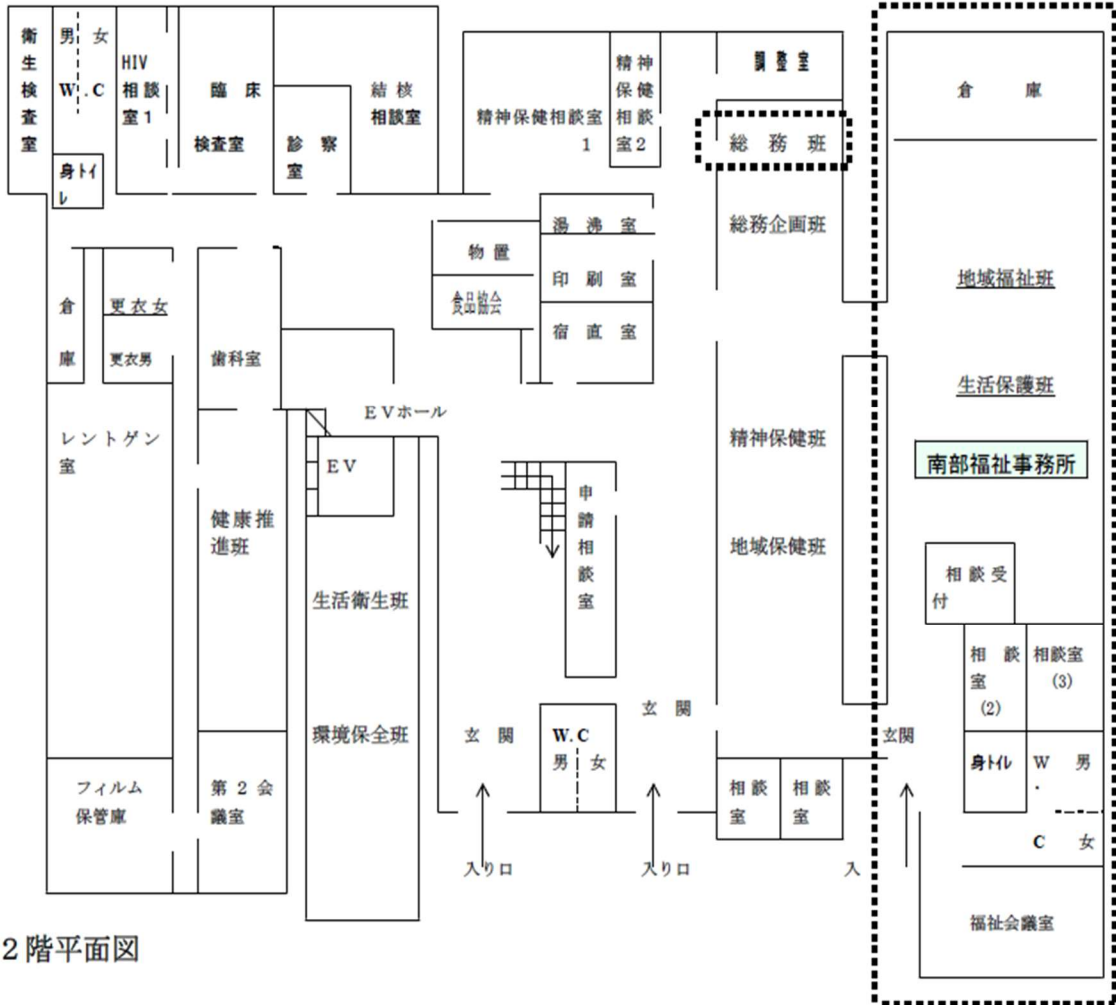 衛生検査室
男 女
W.C
身トイレ
HIV
相談
室1
臨床
検査室
診察
室
結核
相談室
精神保健相談室
1
精神
保健
相談
室2
調整室
総務班
総務企画班
倉庫
地域福祉班
生活保護班
南部福祉事務所
湯沸室
物置
印刷室
食品協会
宿直室
倉庫
更衣女
更衣男
歯科室
EVホール
EV
レントゲン
室
健康推
進班
申請相談室
精神保健班
地域保健班
生活衛生班
環境保全班
相談受
付
相談
室
(2)
相談室
(3)
玄関
W.C
男 女
玄関
玄関
身トイレ
W 男
.
C 女
フィルム
保管庫
第2会
議室
相談
室
相談
室
入り口
入り口
入
福祉会議室
2階平面図